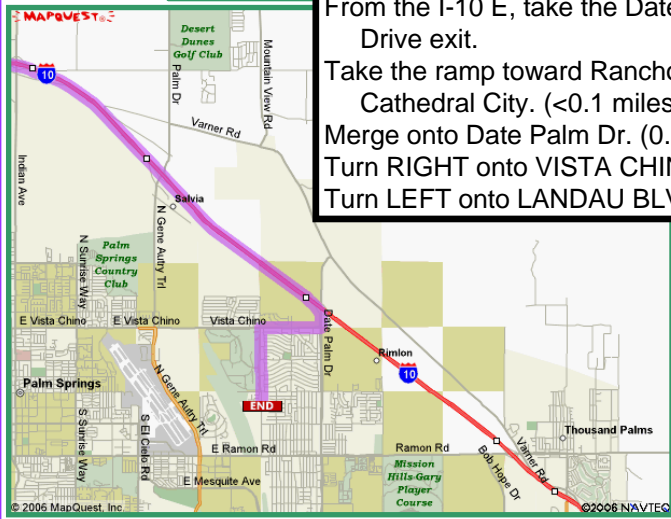 From the I-10 E, take the Date
Drive exit.
Take the ramp toward Rancho
Cathedral City. (<0.1 miles
Merge onto Date Palm Dr. (0.
Turn RIGHT onto VISTA CHIN
Turn LEFT onto LANDAU BLV
MAPQUEST
Desert
Dunes
Golf Club
10
Palm Dr
Mountain View Rd
Varner Rd
Indian Ave
Salvia
N Gene Autry Trl
N Sunrise Way
Palm
Springs
Country
Club
E Vista Chino
E Vista Chino
Vista Chino
Date Palm Dr
Rimlon
10
Palm Springs
N Gene Autry Trl
END
S Sunrise Way
S El Cielo Rd
E Ramon Rd
Ramon Rd
Thousand Palms
Bob Hope Dr
Varner Rd
E Mesquite Ave
Mission
Hills-Gary
Player
Course
© 2006 MapQuest, Inc.
©2006 NAVTEQ